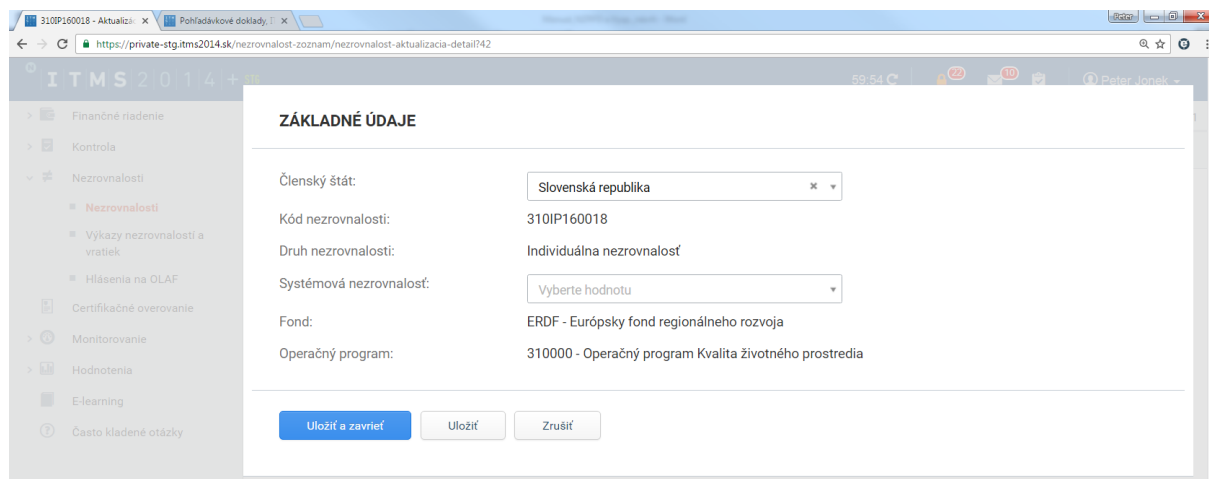 310IP160018 - Aktualizác
Pohľadávkové doklady, I
Peter
https://private-stg.itms2014.sk/nezrovnalost-zoznam/nezrovnalost-aktualizacia-detail?42
ITMS2014+ STG
59:54
22
10
Peter Jonek
Finančné riadenie
Kontrola
Nezrovnalosti
Nezrovnalosti
Výkazy nezrovnalostí a
vratiek
Hlásenia na OLAF
Certifikačné overovanie
Monitorovanie
Hodnotenia
E-learning
Často kladené otázky
ZÁKLADNÉ ÚDAJE
Členský štát: Slovenská republika
Kód nezrovnalosti: 310IP160018
Druh nezrovnalosti: Individuálna nezrovnalosť
Systémová nezrovnalosť: Vyberte hodnotu
Fond: ERDF - Európsky fond regionálneho rozvoja
Operačný program: 310000 - Operačný program Kvalita životného prostredia
Uložiť a zavrieť Uložiť Zrušiť